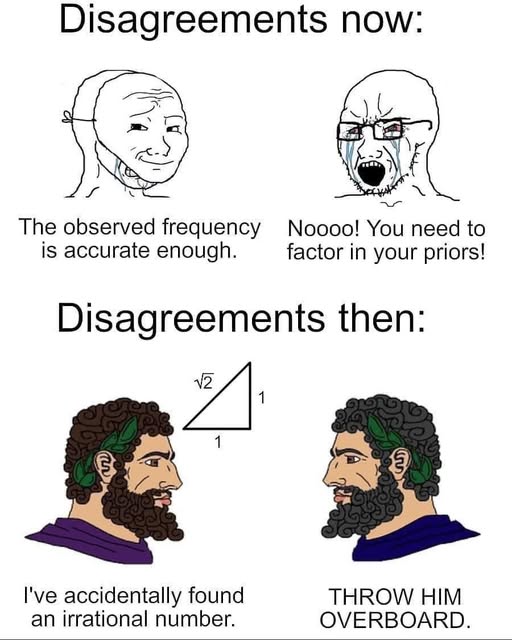 Disagreements now:
The observed frequency
is accurate enough.
Noooo! You need to
factor in your priors!
Disagreements then:
√2
1
1
I've accidentally found
an irrational number.
THROW HIM
OVERBOARD.